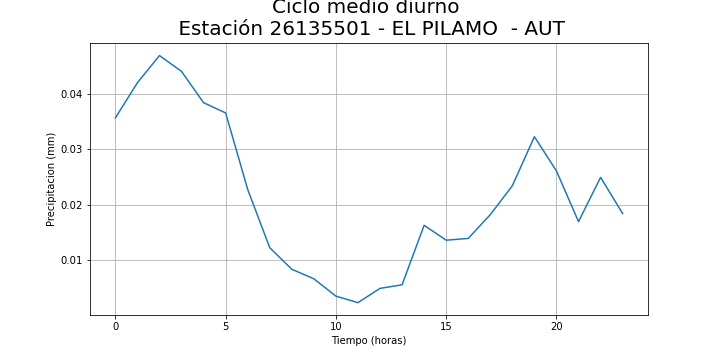 Ciclo medio diurno
Estación 26135501 - EL PILAMO  - AUT
Precipitacion (mm)
0.04
0.03
0.02
0.01
0 5 10 15 20
Tiempo (horas)